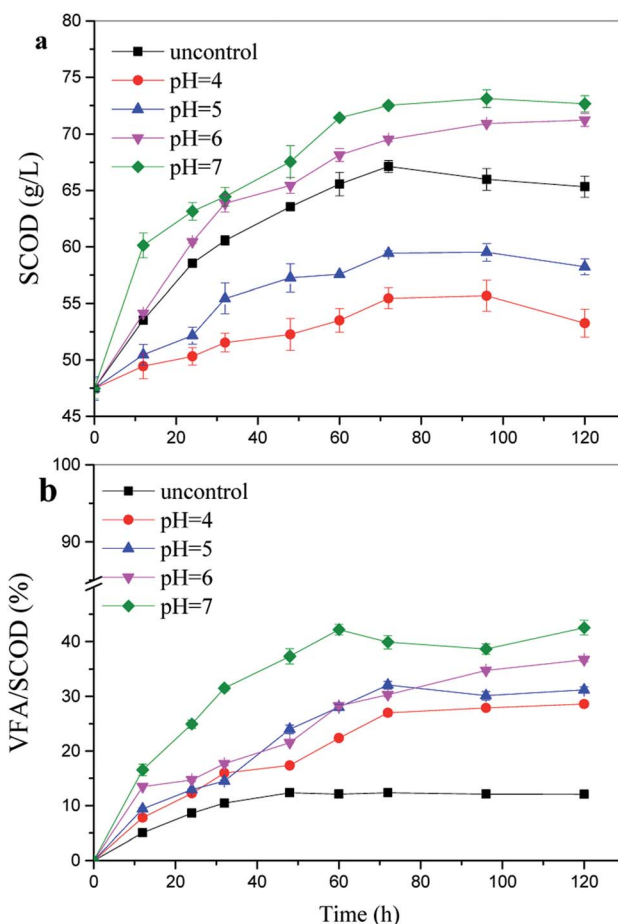 a
uncontrol
pH=4
pH=5
pH=6
pH=7
80
75
70
65
60
55
50
45
SCOD (g/L)
0 20 40 60 80 100 120
b
uncontrol
pH=4
pH=5
pH=6
pH=7
100
90
40
30
20
10
0
VFA/SCOD (%)
0 20 40 60 80 100 120
Time (h)